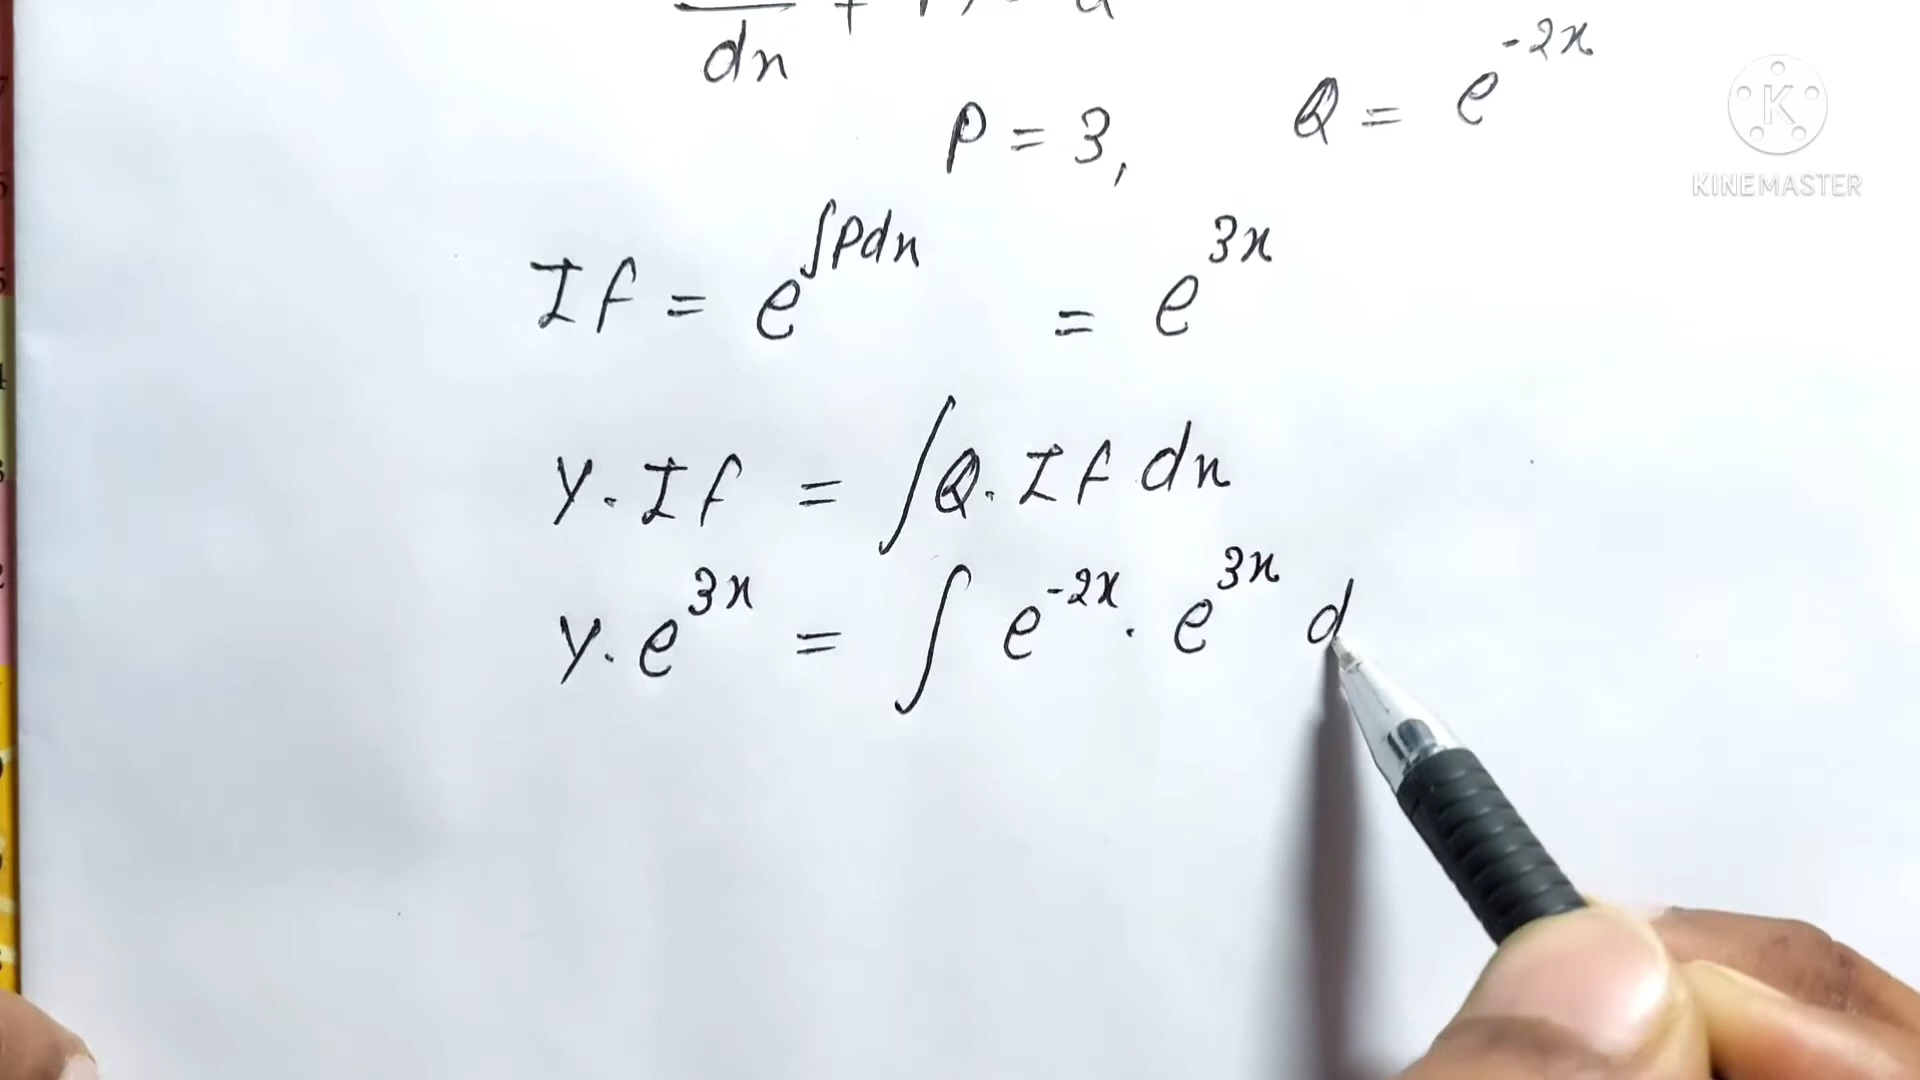 dx
P = 3, Q = e^{-2x}
K
KINEMASTER
If = e^{∫Pdx} = e^{3x}
y. If = ∫Q. If dx
y. e^{3x} = ∫ e^{-2x} . e^{3x} d